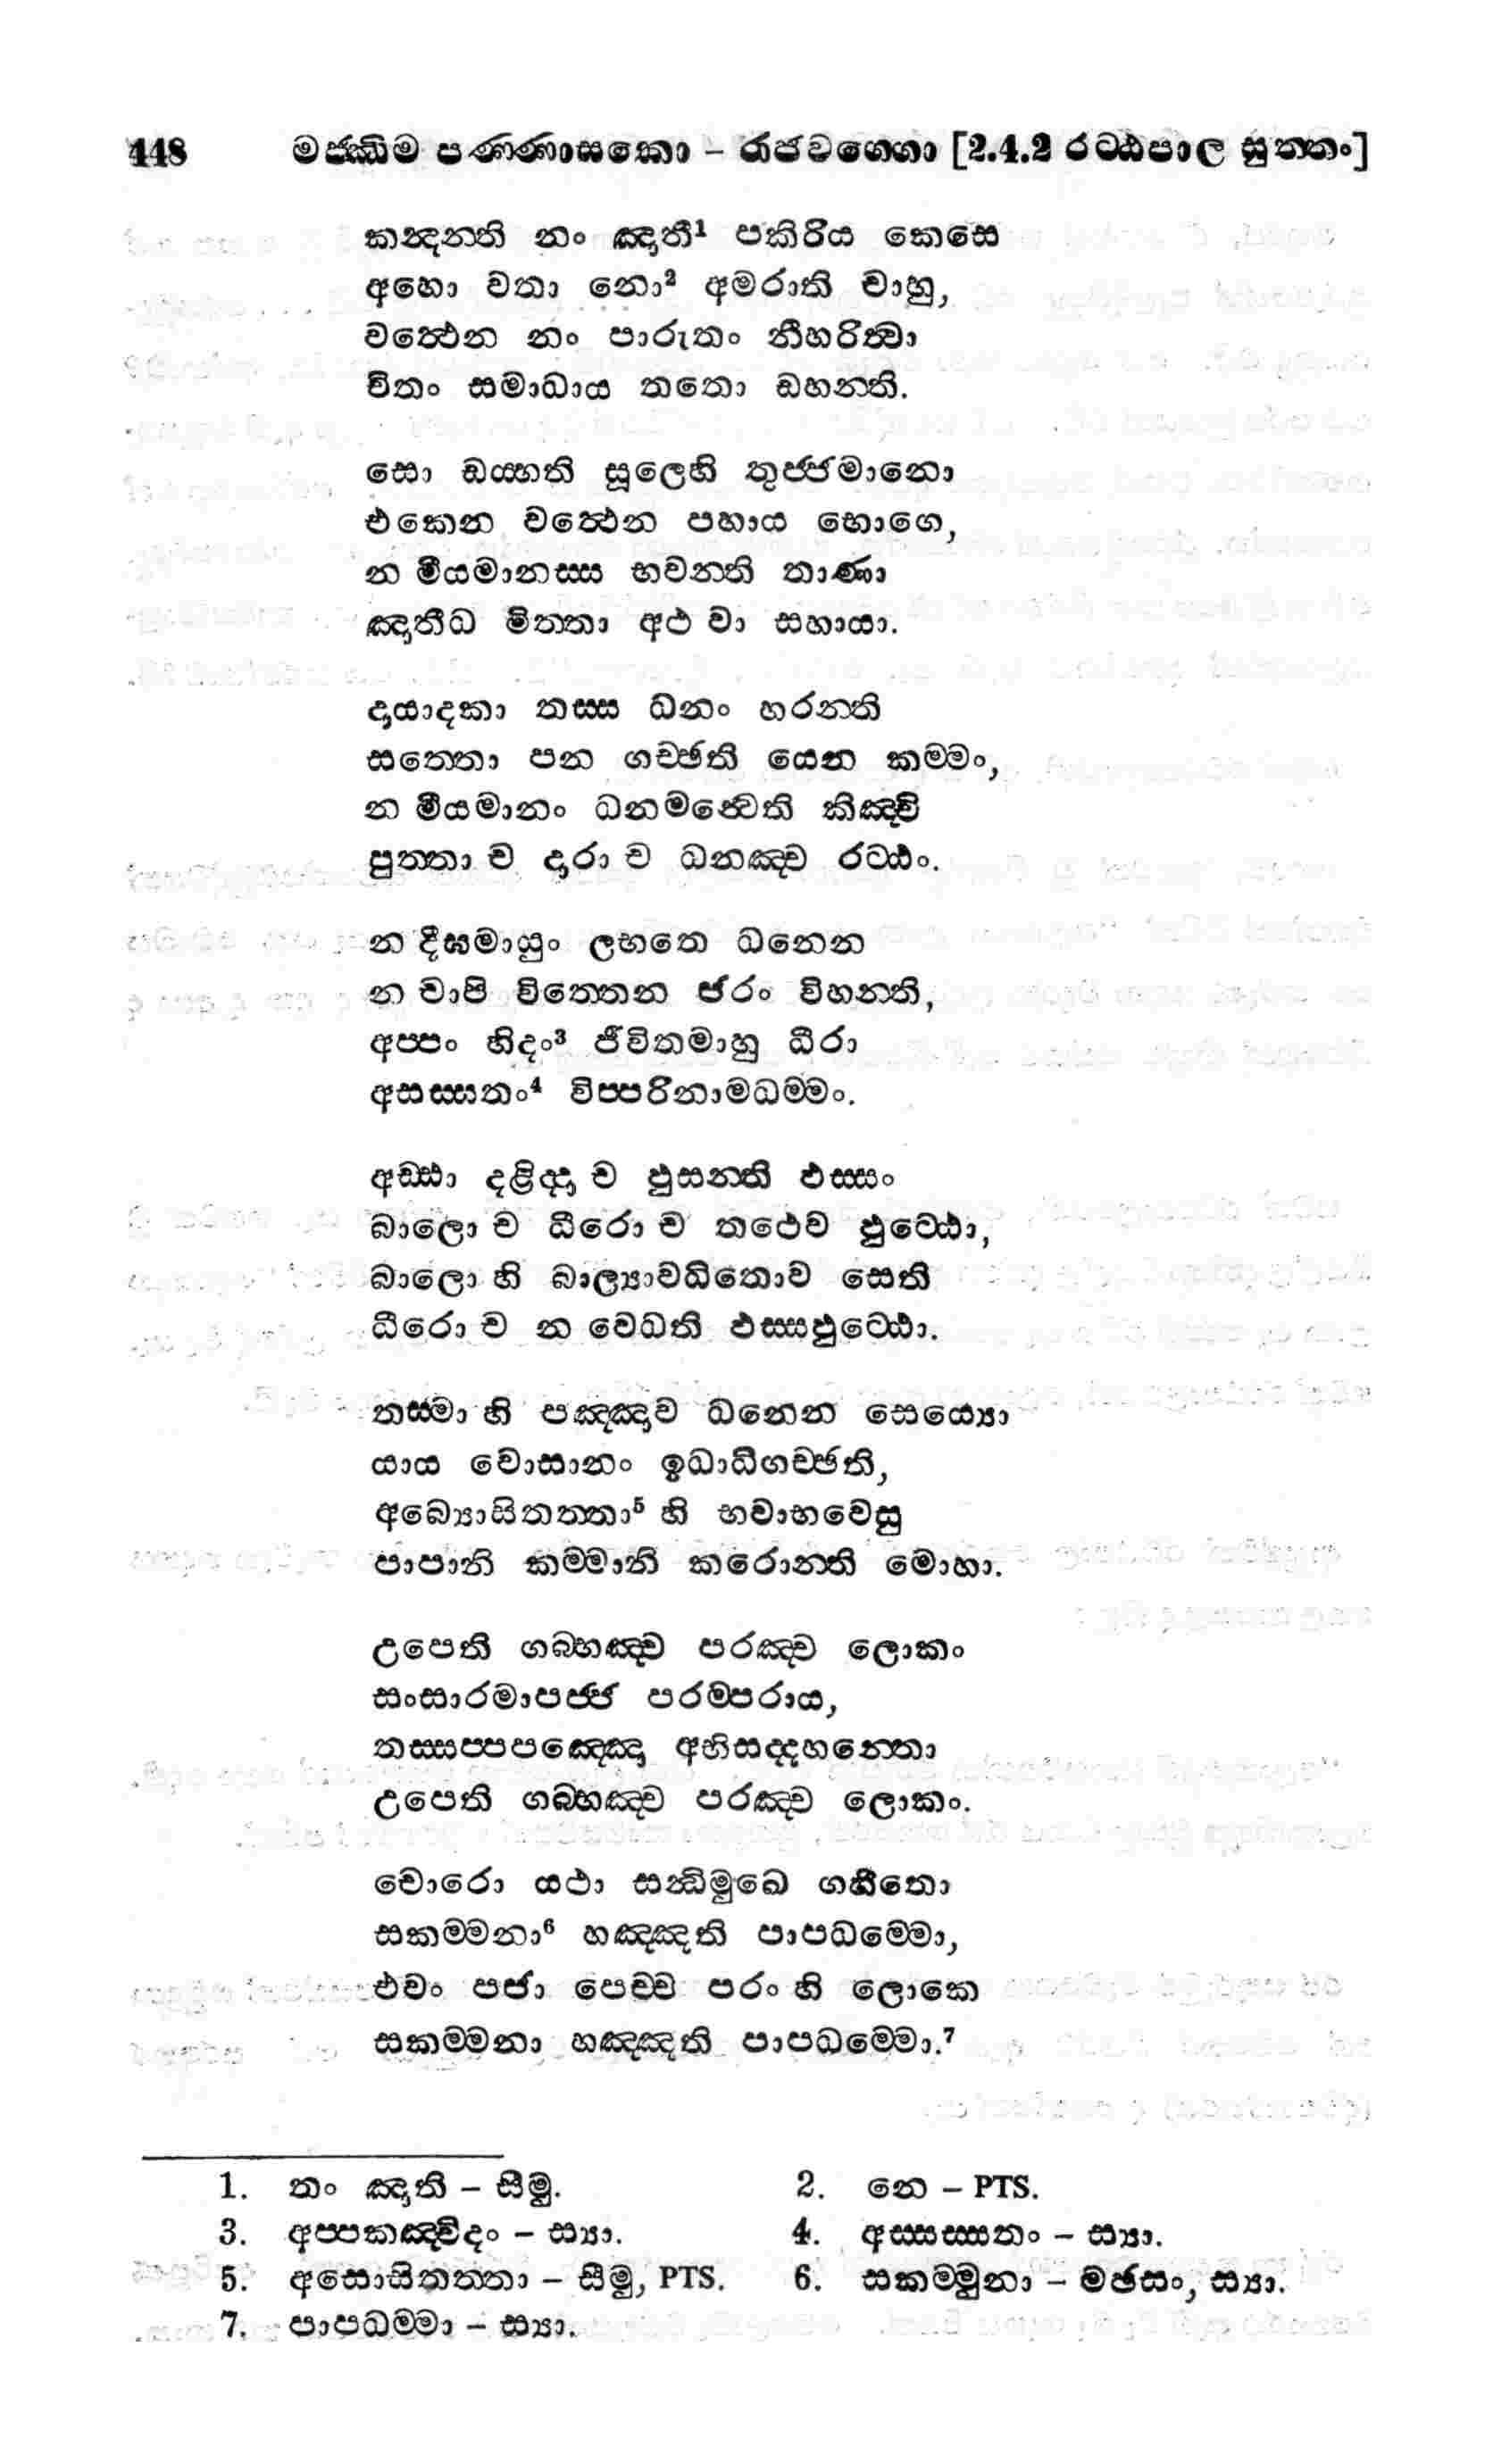 448 මජ්ඣිම පණ්ණාසකො – රාජවග්ගො [2.4.2 රට්ඨපාල සුත්තං]
කන්දන්ති නං ඤාතී¹ පකිරිය කෙසෙ
අහො වතා නො² අමරාති චාහු,
වත්ථෙන නං පාරුතං නීහරිත්වා
චිතං සමාධාය තතො ඩහන්ති.
සො ඩය්හති සූලෙහි තුජ්ජමානො
එකෙන වත්ථෙන පහාය භොගෙ,
න මීයමානස්ස භවන්ති තාණා
ඤාතීධ මිත්තා අථ වා සහායා.
දායාදකා තස්ස ධනං හරන්ති
සත්තො පන ගච්ඡති යෙන කම්මං,
න මීයමානං ධනමන්වෙති කිඤ්චි
පුත්තා ච දාරා ච ධනඤ්ච රට්ඨං.
න දීඝමායුං ලභතෙ ධනෙන
න චාපි විත්තෙන ජරං විහන්ති,
අප්පං හිදං³ ජීවිතමාහු ධීරා
අසස්සතං⁴ විප්පරිනාමධම්මං.
අඩ්ඪා දළිද්දා ච ඵුසන්ති ඵස්සං
බාලො ච ධීරො ච තථෙව ඵුට්ඨො,
බාලො හි බාල්‍යාවධිතොව සෙති
ධීරො ච න වෙධති ඵස්සඵුට්ඨො.
තස්මා හි පඤ්ඤාව ධනෙන සෙය්‍යො
යාය වොසානං ඉධාධිගච්ඡති,
අබ්‍යොසිතත්තා⁵ හි භවාභවෙසු
පාපානි කම්මානි කරොන්ති මොහා.
උපෙති ගබ්භඤ්ච පරඤ්ච ලොකං
සංසාරමාපජ්ජ පරම්පරාය,
තස්සප්පපඤ්ඤො අභිසද්දහන්තො
උපෙති ගබ්භඤ්ච පරඤ්ච ලොකං.
චොරො යථා සන්ධිමුඛෙ ගහීතො
සකම්මනා⁶ හඤ්ඤති පාපධම්මො,
එවං පජා පෙච්ච පරං හි ලොකෙ
සකම්මනා හඤ්ඤති පාපධම්මො.⁷
1. තං ඤාති – සීමු. 2. නෙ – PTS.
3. අප්පකඤ්චිදං – ස්‍යා. 4. අස්සස්සතං – ස්‍යා.
5. අසොසිතත්තා – සීමු, PTS. 6. සකම්මුනා – මඡසං, ස්‍යා.
7. පාපධම්මා – ස්‍යා.